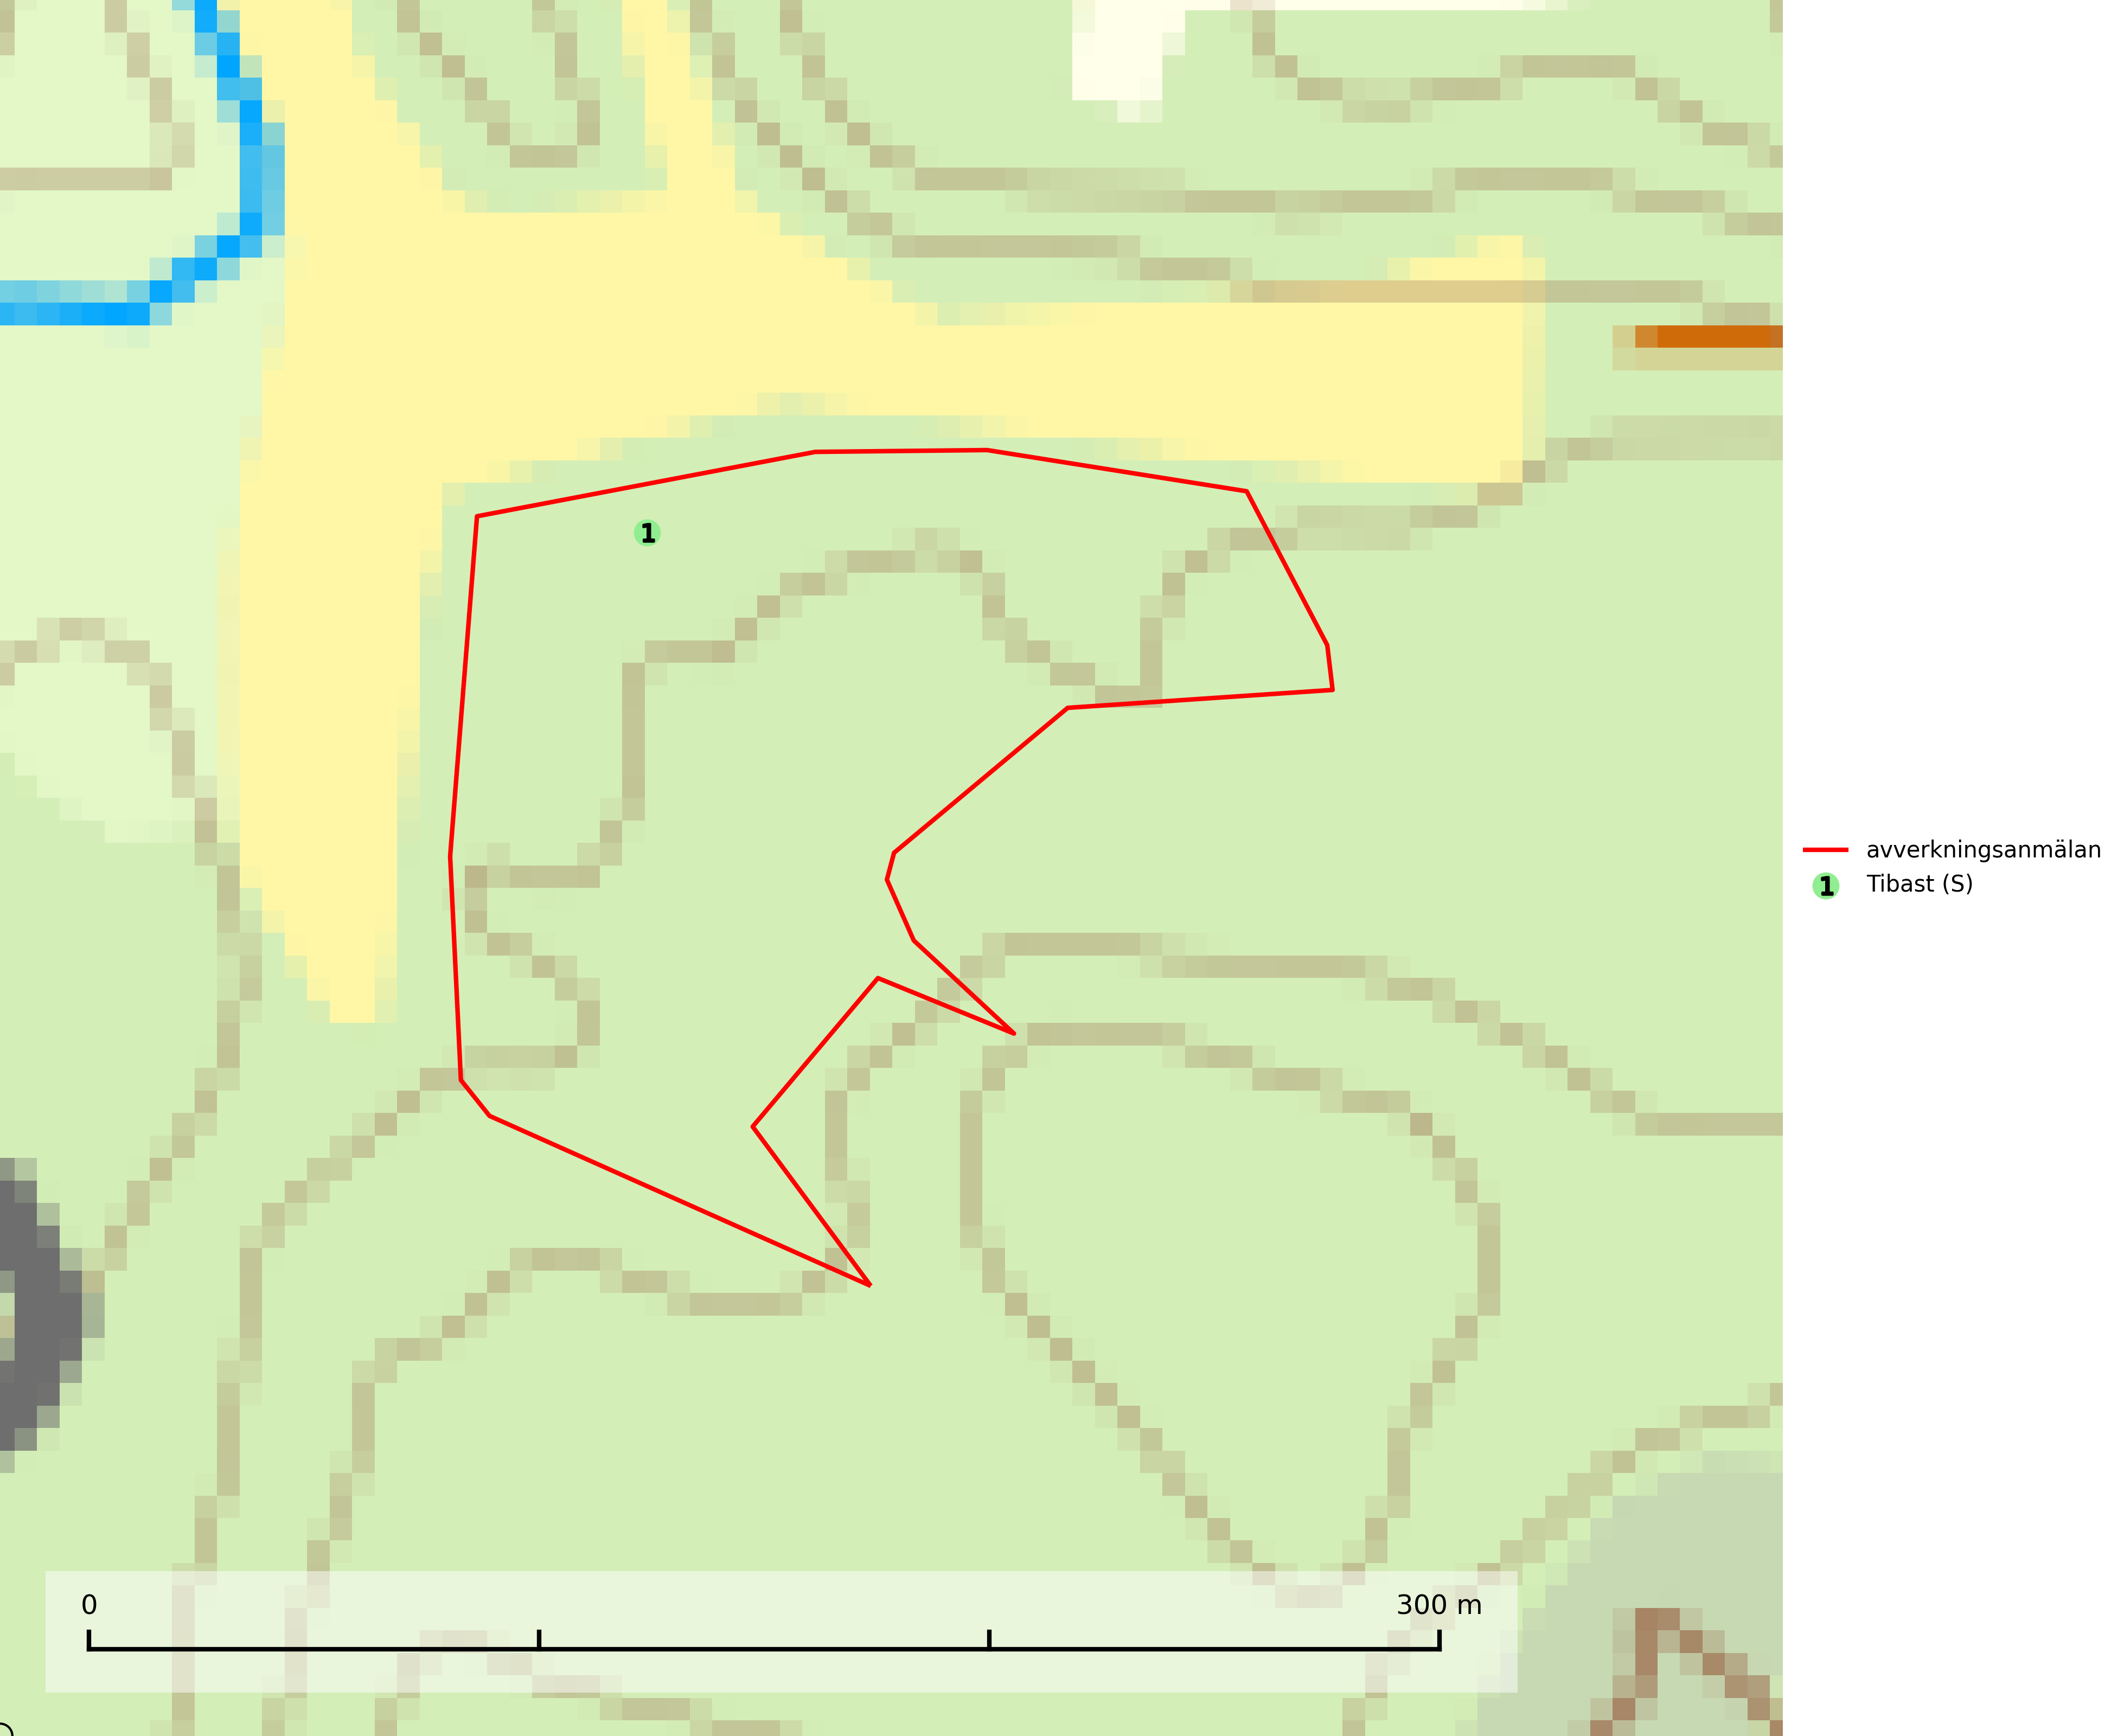 1
avverkningsanmälan
1 Tibast (S)
0 300 m